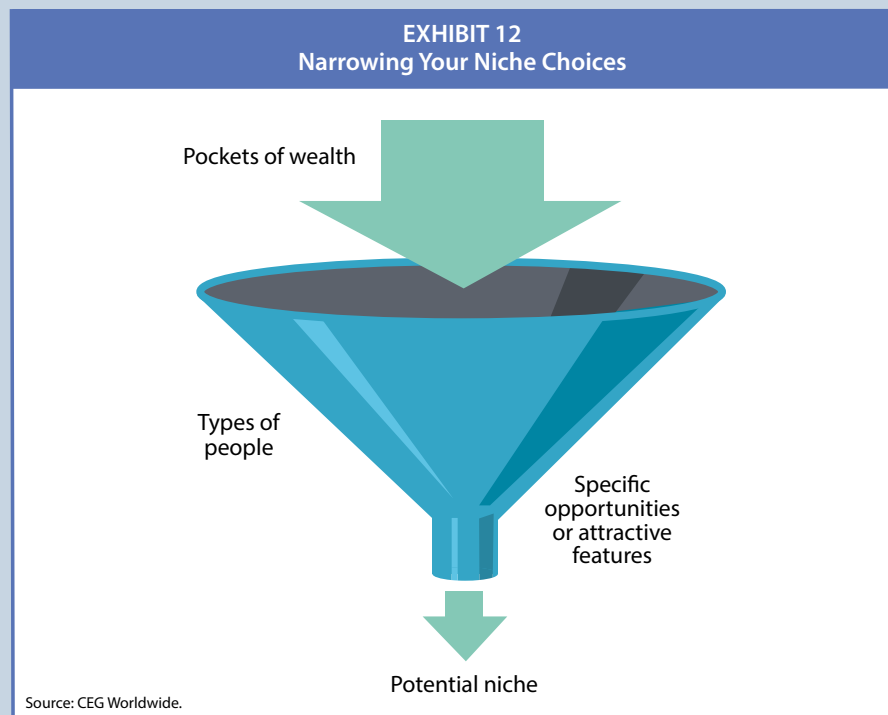 EXHIBIT 12
Narrowing Your Niche Choices
Pockets of wealth
Types of
people
Specific
opportunities
or attractive
features
Potential niche
Source: CEG Worldwide.